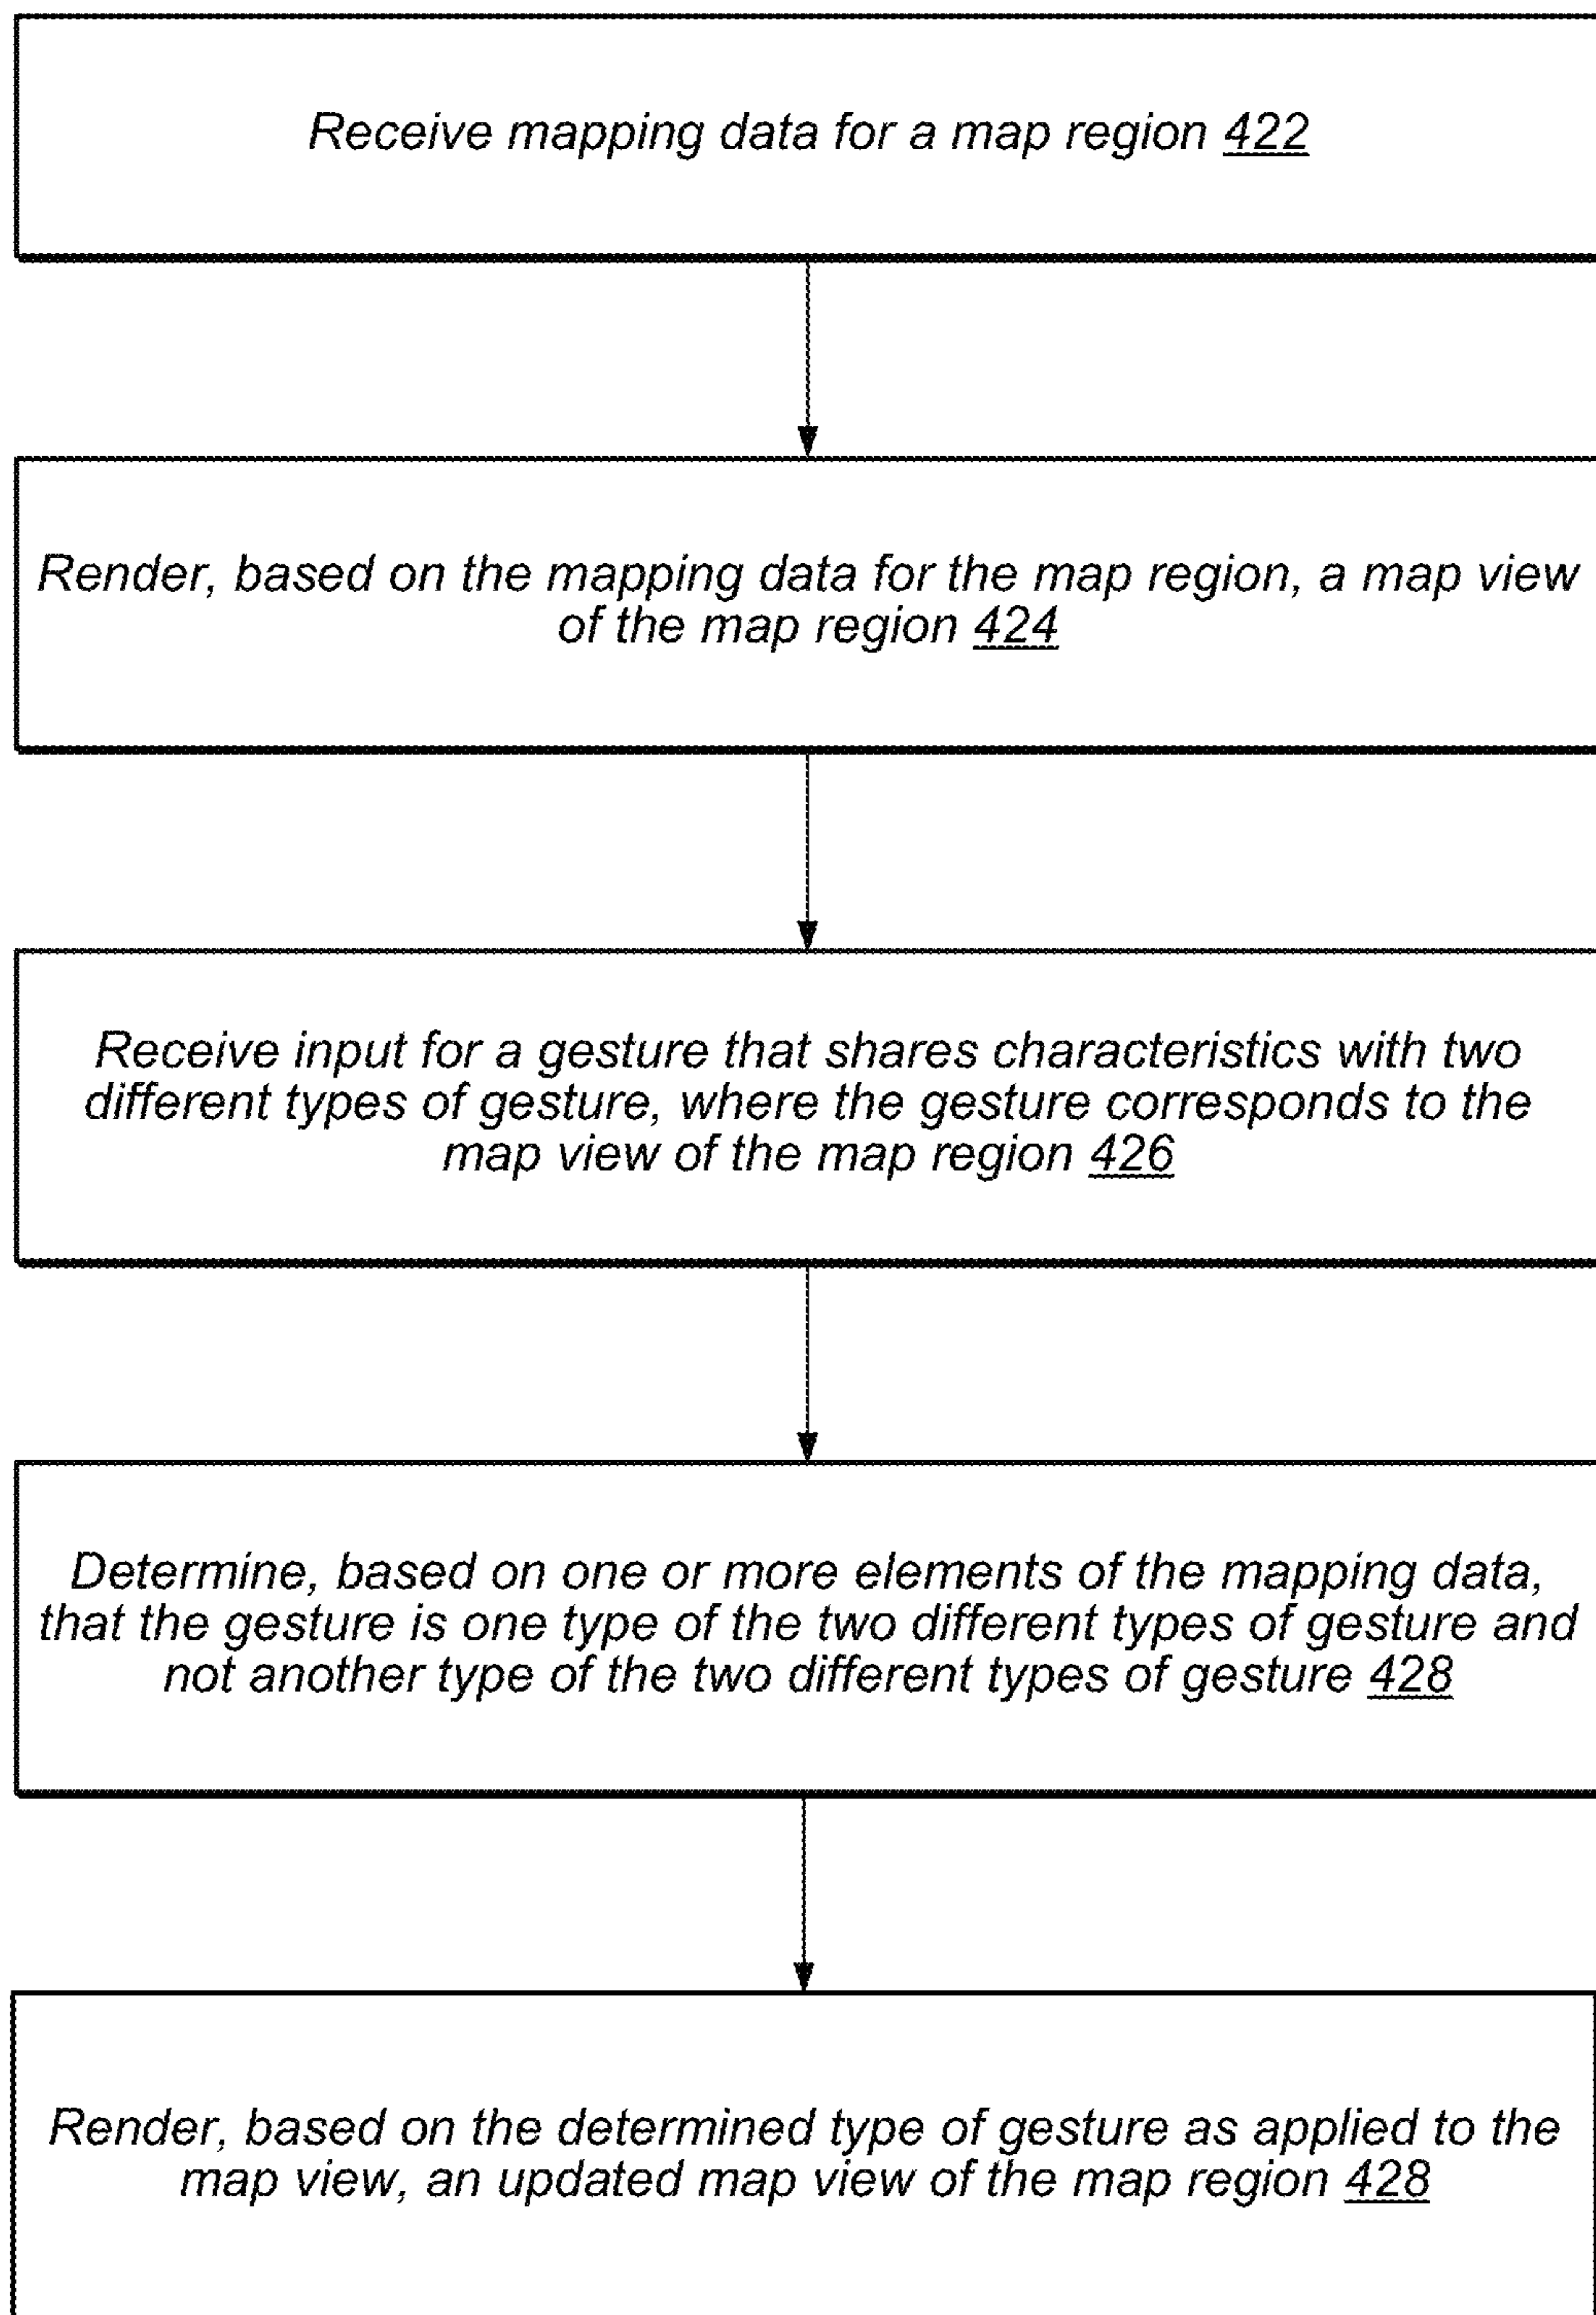 Receive mapping data for a map region 422
Render, based on the mapping data for the map region, a map view
of the map region 424
Receive input for a gesture that shares characteristics with two
different types of gesture, where the gesture corresponds to the
map view of the map region 426
Determine, based on one or more elements of the mapping data,
that the gesture is one type of the two different types of gesture and
not another type of the two different types of gesture 428
Render, based on the determined type of gesture as applied to the
map view, an updated map view of the map region 428